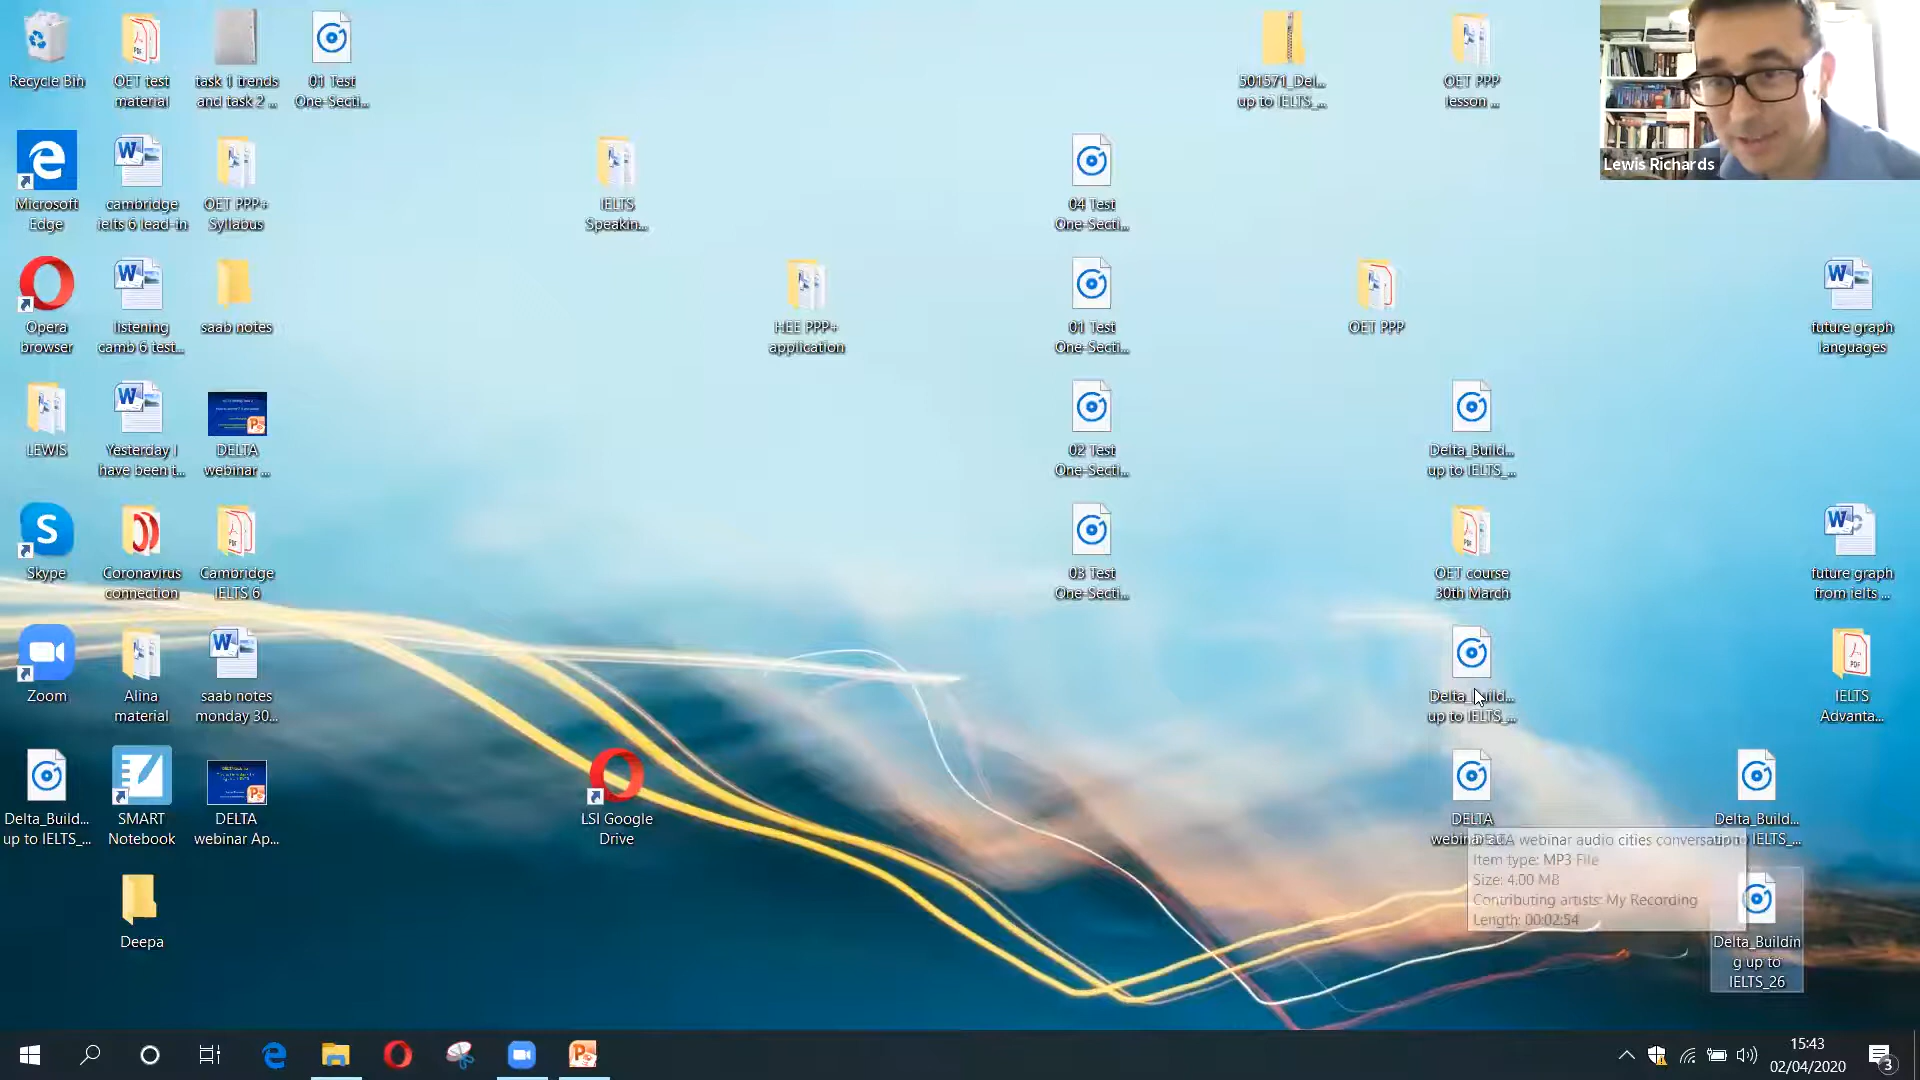 Recycle Bin
OET test
material
task 1 trends
and task 2 ...
01 Test
One-Secti...
501571_Del...
up to IELTS_...
OET PPP
lesson ...
Lewis Richards
Microsoft
Edge
cambridge
ielts 6 lead-in
OET PPP+
Syllabus
IELTS
Speakin...
04 Test
One-Secti...
Opera
browser
listening
camb 6 test...
saab notes
HEE PPP+
application
01 Test
One-Secti...
OET PPP
future graph
languages
LEWIS
Yesterday I
have been t...
DELTA
webinar ...
02 Test
One-Secti...
Delta_Build...
up to IELTS_...
Skype
Coronavirus
connection
Cambridge
IELTS 6
03 Test
One-Secti...
OET course
30th March
future graph
from ielts ...
Zoom
Alina
material
saab notes
monday 30...
Delta_Build...
up to IELTS_...
IELTS
Advanta...
Delta_Build...
up to IELTS_...
SMART
Notebook
DELTA
webinar Ap...
LSI Google
Drive
DELTA
webinar
Delta_Build...
IELTS_...
DELTA webinar audio cities conversation
Item type: MP3 File
Size: 4.00 MB
Contributing artists: My Recording
Length: 00:02:54
Deepa
Delta_Buildin
g up to
IELTS_26
15:43
02/04/2020
3